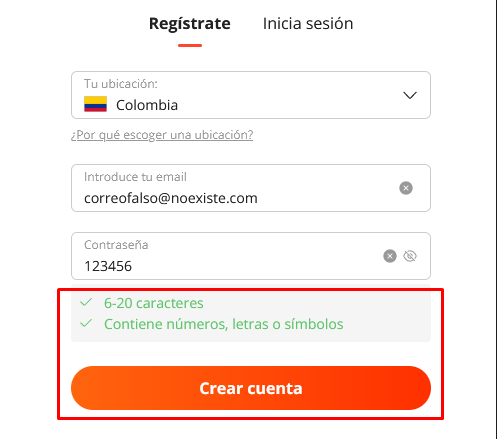 Regístrate Inicia sesión
Tu ubicación:
Colombia
¿Por qué escoger una ubicación?
Introduce tu email
correofalso@noexiste.com
Contraseña
123456
6-20 caracteres
Contiene números, letras o símbolos
Crear cuenta